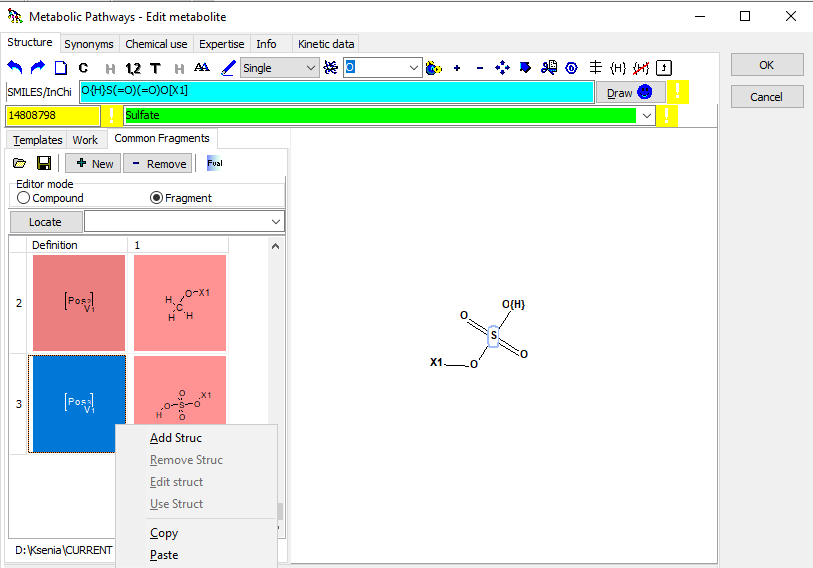 Metabolic Pathways - Edit metabolite
Structure Synonyms Chemical use Expertise Info Kinetic data
C H 1,2 T H AA Single O {H} {H}
SMILES/InChi O{H}S(=O)(=O)O[X1] Draw
14808798 ! Sulfate !
!
OK
Cancel
Templates Work Common Fragments
New Remove Fval
Editor mode
Compound Fragment
Locate
Definition 1
2 [Pos2] V1 H C O X1 H H
3 [Pos3] V1 H O S O O O X1
Add Struc
Remove Struc
Edit struct
Use Struct
Copy
Paste
D:\Ksenia\CURRENT
O{H}
O
S
O
X1 O